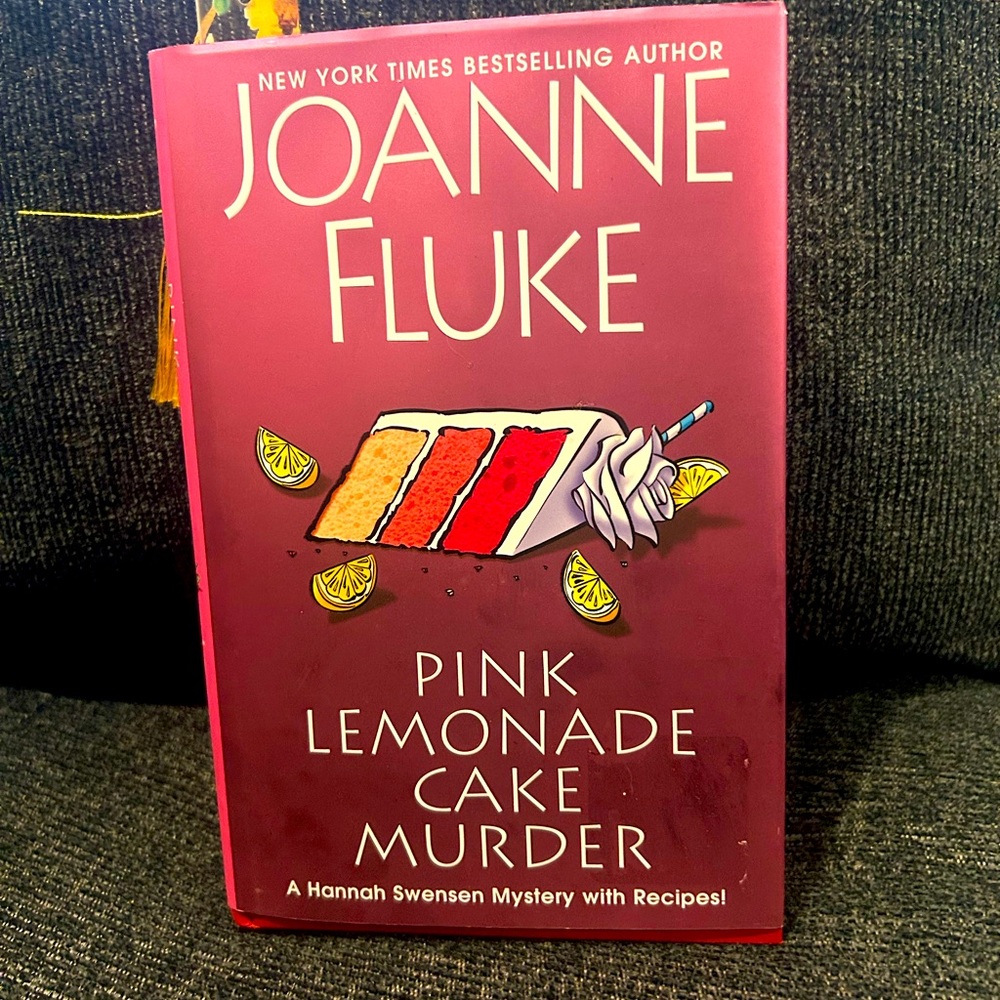 NEW YORK TIMES BESTSELLING AUTHOR
JOANNE
FLUKE
PINK
LEMONADE
CAKE
MURDER
A Hannah Swensen Mystery with Recipes!